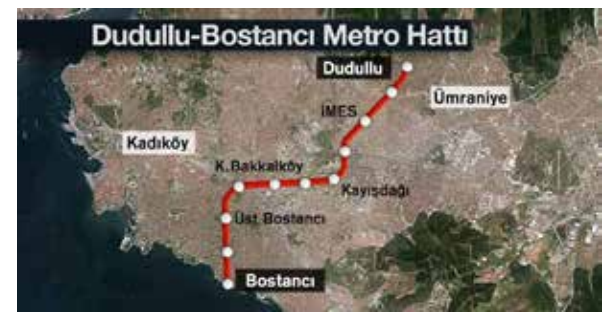 Dudullu-Bostancı Metro Hattı
Dudullu
Ümraniye
İMES
Kadıköy
K.Bakkalköy
Kayışdağı
Üst Bostancı
Bostancı